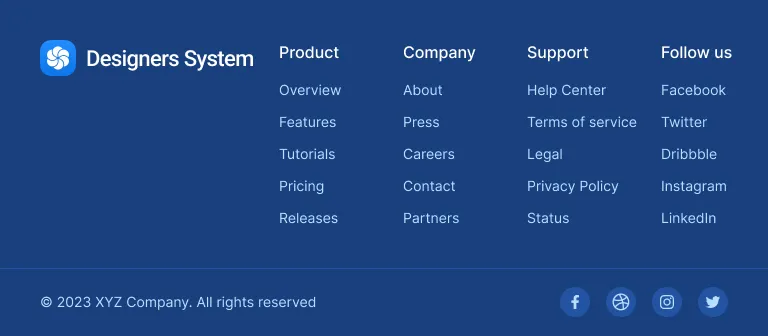 Designers System
Product
Overview
Features
Tutorials
Pricing
Releases
Company
About
Press
Careers
Contact
Partners
Support
Help Center
Terms of service
Legal
Privacy Policy
Status
Follow us
Facebook
Twitter
Dribbble
Instagram
LinkedIn
© 2023 XYZ Company. All rights reserved